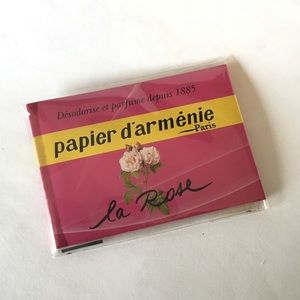 Désodorise et parfume depuis 1885
papier d'arménie
Paris
la Rose